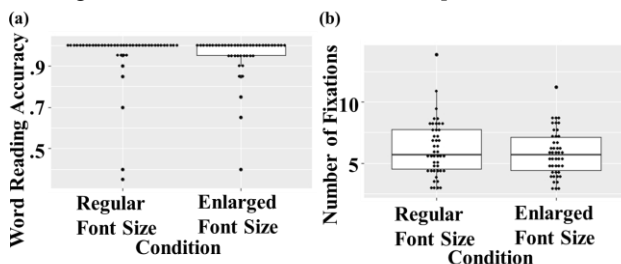 (a)
Word Reading Accuracy
.9
.7
.5
Regular
Font Size
Enlarged
Font Size
Condition
(b)
Number of Fixations
10
5
Regular
Font Size
Enlarged
Font Size
Condition